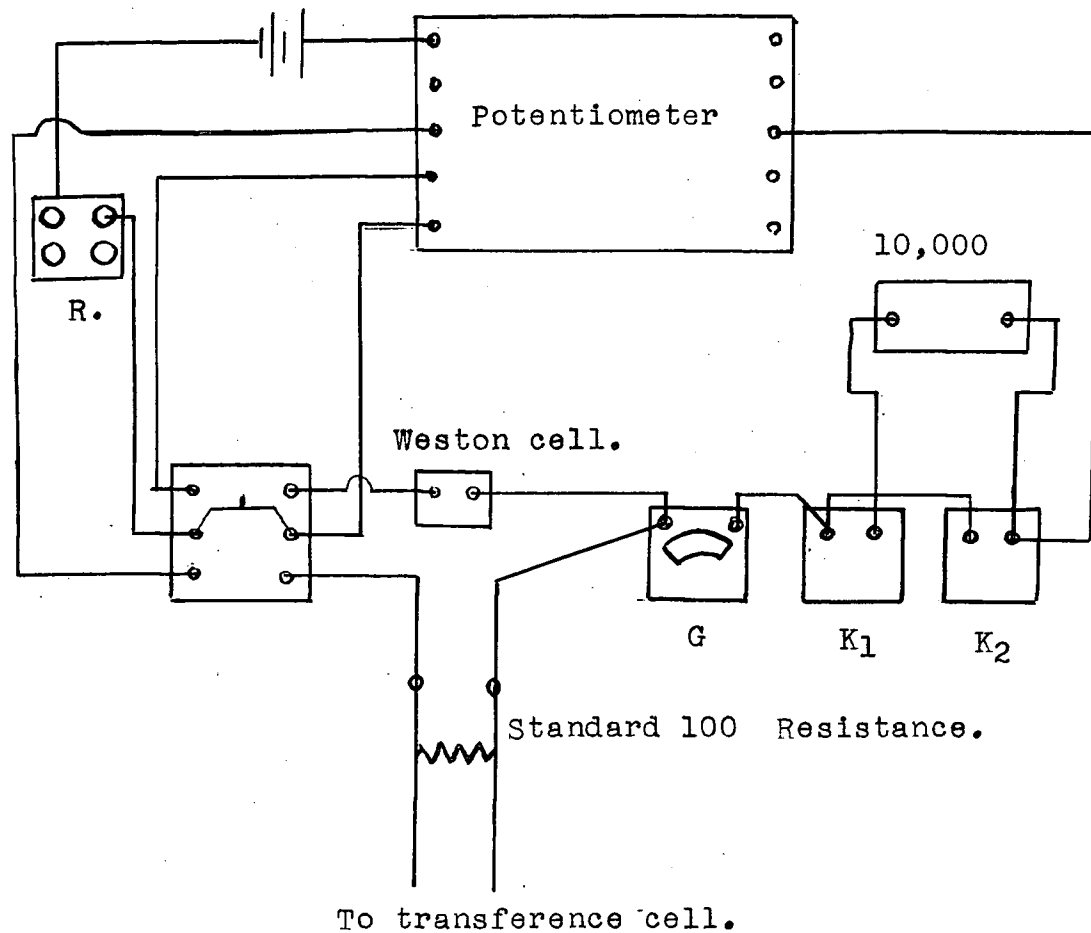 Potentiometer
10,000
R.
Weston cell.
G
K1
K2
Standard 100 Resistance.
To transference cell.